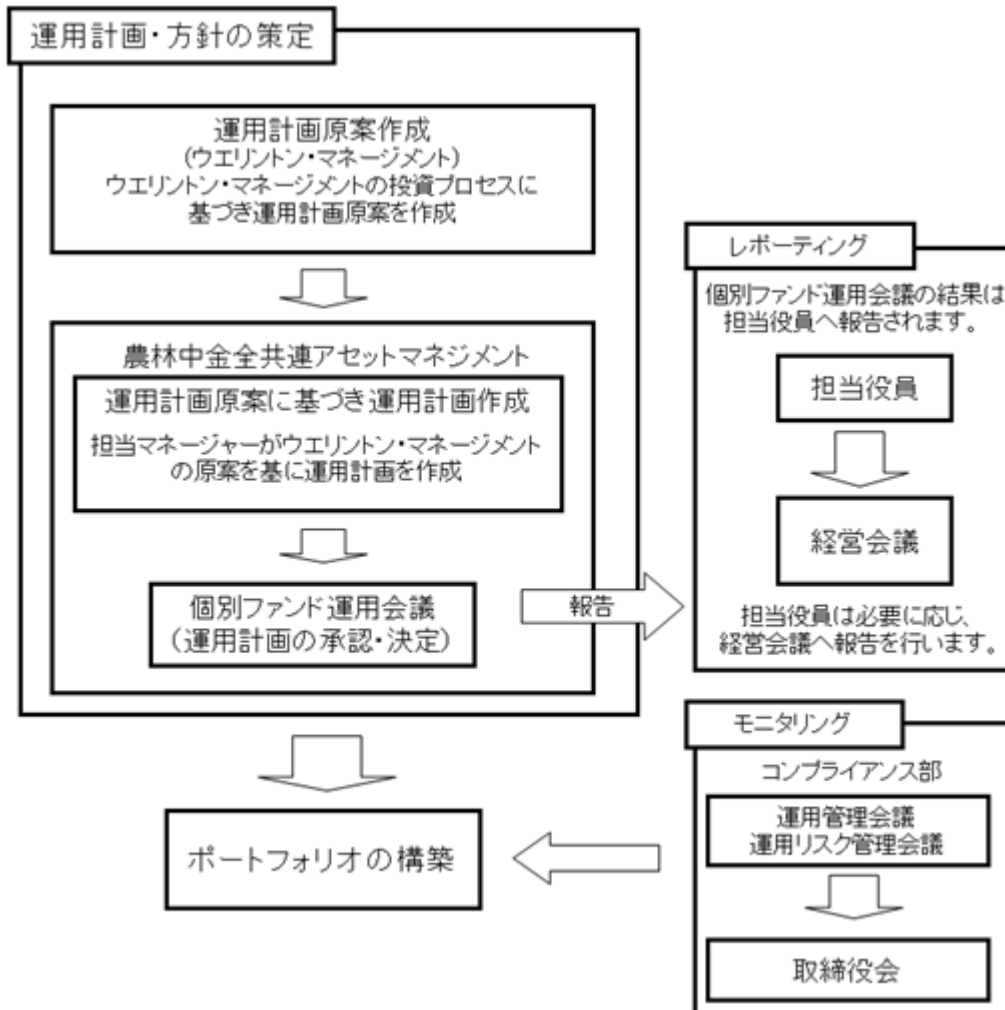 運用計画・方針の策定
運用計画原案作成
(ウエリントン・マネージメント)
ウエリントン・マネージメントの投資プロセスに
基づき運用計画原案を作成
農林中金全共連アセットマネジメント
運用計画原案に基づき運用計画作成
担当マネージャーがウエリントン・マネージメント
の原案を基に運用計画を作成
個別ファンド運用会議
(運用計画の承認・決定)
報告
レポーティング
個別ファンド運用会議の結果は
担当役員へ報告されます。
担当役員
経営会議
担当役員は必要に応じ、
経営会議へ報告を行います。
ポートフォリオの構築
モニタリング
コンプライアンス部
運用管理会議
運用リスク管理会議
取締役会